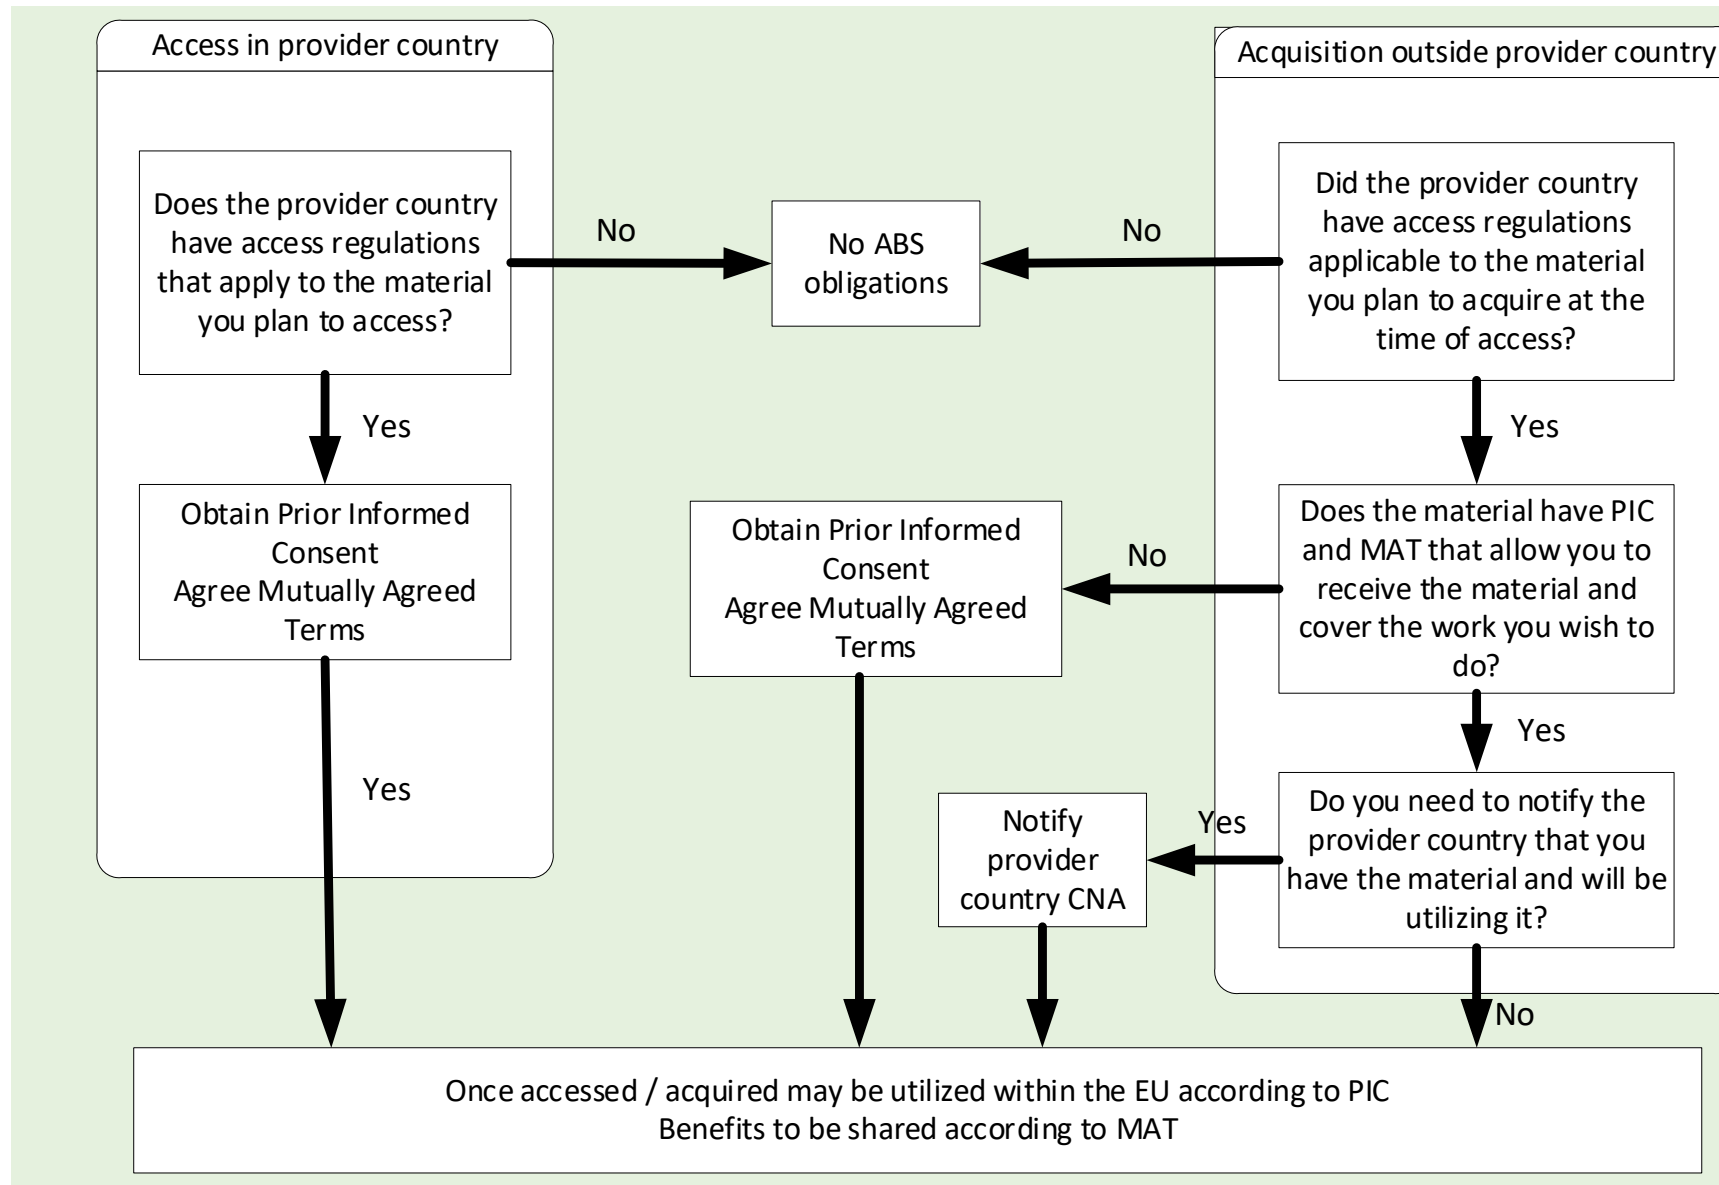 Access in provider country
Does the provider country
have access regulations
that apply to the material
you plan to access?
No
Yes
Obtain Prior Informed
Consent
Agree Mutually Agreed
Terms
Yes
No ABS
obligations
No
Obtain Prior Informed
Consent
Agree Mutually Agreed
Terms
No
Notify
provider
country CNA
Yes
Acquisition outside provider country
Did the provider country
have access regulations
applicable to the material
you plan to acquire at the
time of access?
Yes
Does the material have PIC
and MAT that allow you to
receive the material and
cover the work you wish to
do?
Yes
Do you need to notify the
provider country that you
have the material and will be
utilizing it?
No
Once accessed / acquired may be utilized within the EU according to PIC
Benefits to be shared according to MAT